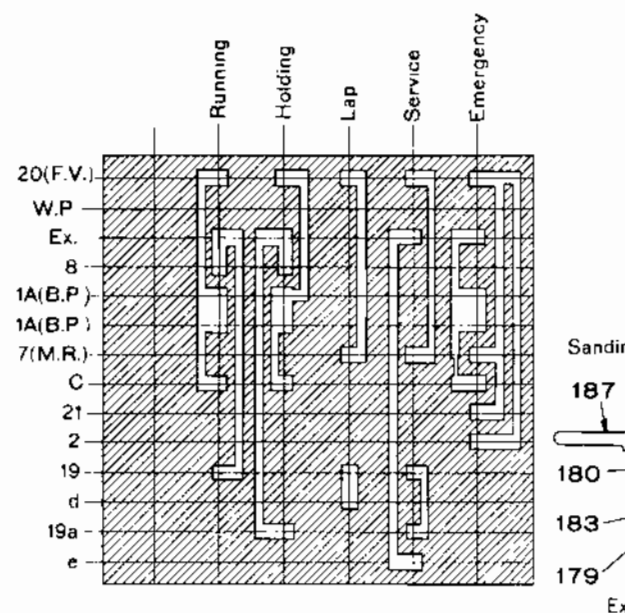 Running
Holding
Lap
Service
Emergency
20(F.V.)
W.P
Ex.
8
1A(B.P)
1A(B.P)
7(M.R.)
C
21
2
19
d
19a
e
Sandin
187
180
183
179
Ex